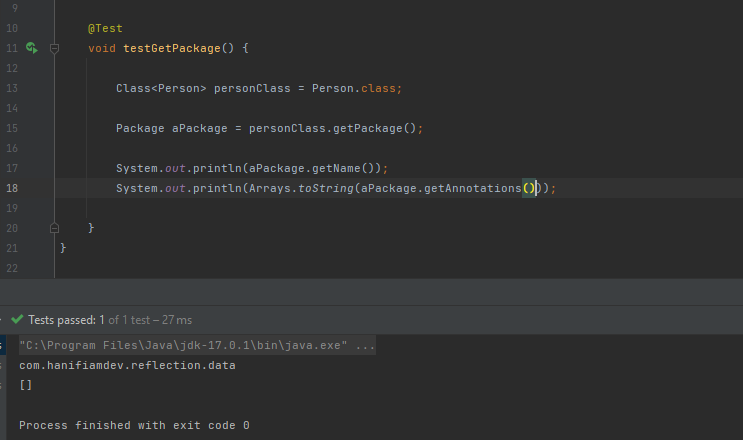 9
10 @Test
11 void testGetPackage() {
12
13 Class<Person> personClass = Person.class;
14
15 Package aPackage = personClass.getPackage();
16
17 System.out.println(aPackage.getName());
18 System.out.println(Arrays.toString(aPackage.getAnnotations()));
19
20 }
21 }
22
Tests passed: 1 of 1 test – 27 ms
"C:\Program Files\Java\jdk-17.0.1\bin\java.exe" ...
com.hanifiamdev.reflection.data
[]
Process finished with exit code 0